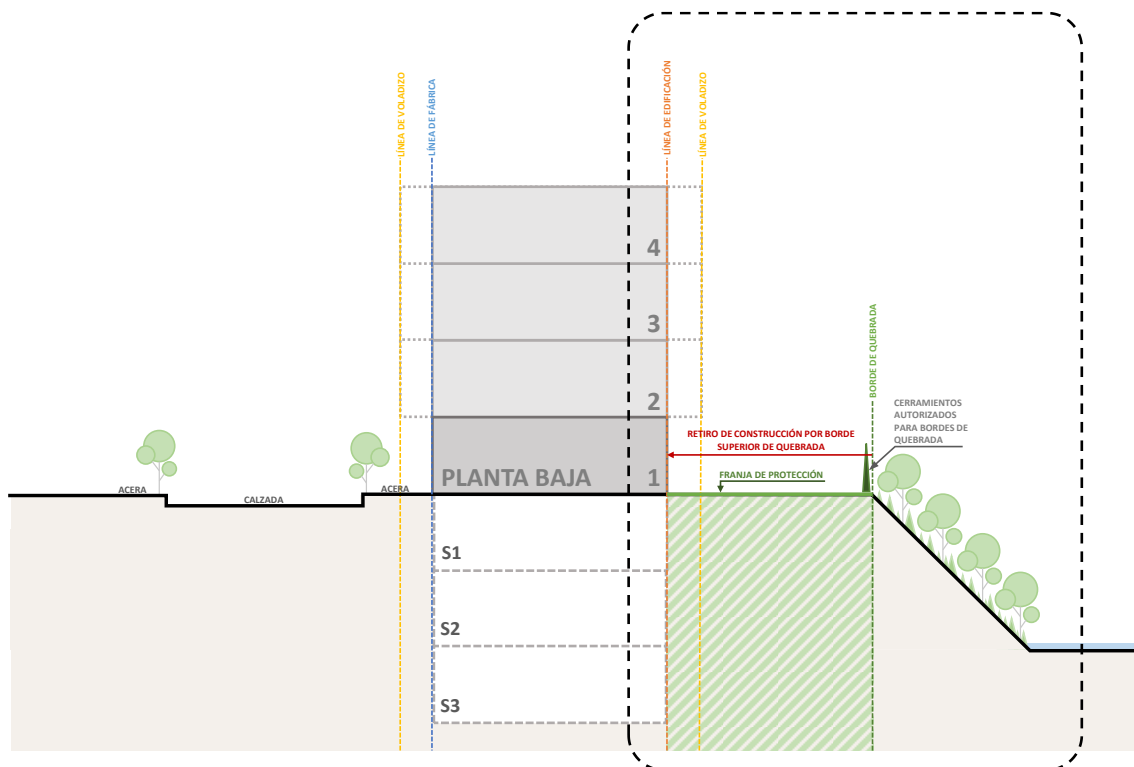 LÍNEA DE VOLADIZO
LÍNEA DE FÁBRICA
LÍNEA DE EDIFICACIÓN
LÍNEA DE VOLADIZO
BORDE DE QUEBRADA
4
3
2
PLANTA BAJA 1
RETIRO DE CONSTRUCCIÓN POR BORDE
SUPERIOR DE QUEBRADA
CERRAMIENTOS
AUTORIZADOS
PARA BORDES DE
QUEBRADA
FRANJA DE PROTECCIÓN
ACERA
CALZADA
ACERA
S1
S2
S3